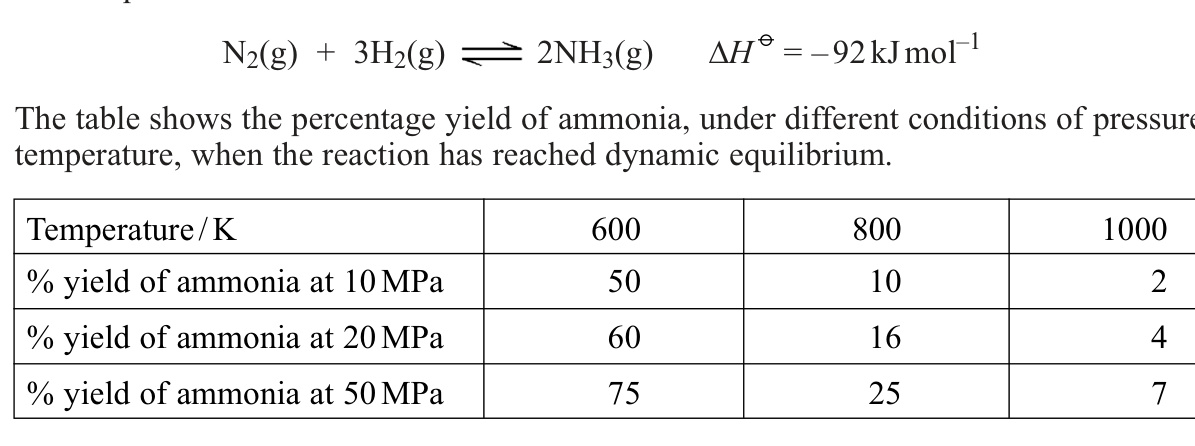 N₂(g) + 3H₂(g) ⇌ 2NH₃(g) ΔH⦵ = –92 kJ mol⁻¹
The table shows the percentage yield of ammonia, under different conditions of pressure
temperature, when the reaction has reached dynamic equilibrium.
Temperature / K 600 800 1000
% yield of ammonia at 10 MPa 50 10 2
% yield of ammonia at 20 MPa 60 16 4
% yield of ammonia at 50 MPa 75 25 7